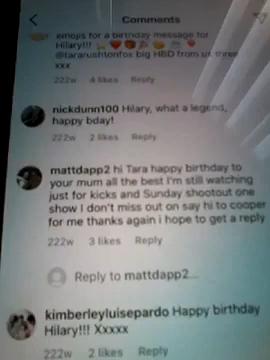 Comments
emojis for a birthday message for
Hilary!!!
@tararushtonfox big HBD from us three
xxx
222w 4 likes Reply
nickdunn100 Hilary, what a legend,
happy bday!
222w 2 likes Reply
mattdapp2 hi Tara happy birthday to
your mum all the best I'm still watching
just for kicks and Sunday shootout one
show I don't miss out on say hi to cooper
for me thanks again i hope to get a reply
222w 3 likes Reply
Reply to mattdapp2...
kimberleyluisepardo Happy birthday
Hilary!!! Xxxxx
222w 2 likes Reply